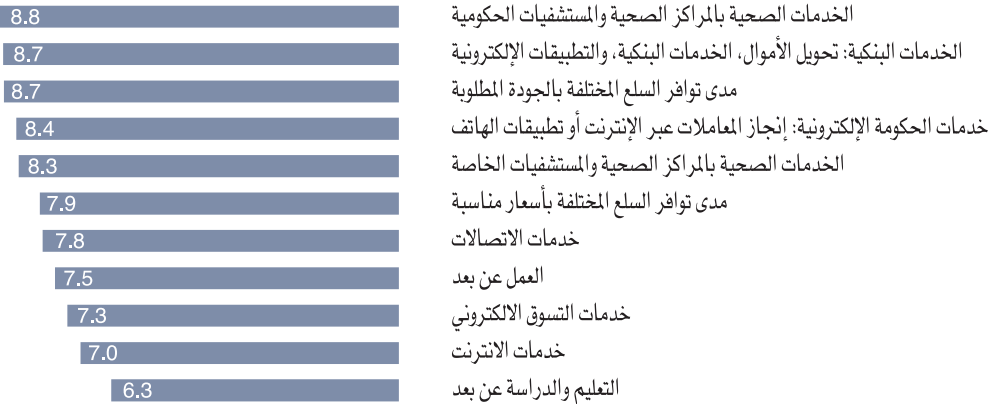 الخدمات الصحية بالمراكز الصحية والمستشفيات الحكومية 8.8
الخدمات البنكية: تحويل الأموال، الخدمات البنكية، والتطبيقات الإلكترونية 8.7
مدى توافر السلع المختلفة بالجودة المطلوبة 8.7
خدمات الحكومة الإلكترونية: إنجاز المعاملات عبر الإنترنت أو تطبيقات الهاتف 8.4
الخدمات الصحية بالمراكز الصحية والمستشفيات الخاصة 8.3
مدى توافر السلع المختلفة بأسعار مناسبة 7.9
خدمات الاتصالات 7.8
العمل عن بعد 7.5
خدمات التسوق الالكتروني 7.3
خدمات الانترنت 7.0
التعليم والدراسة عن بعد 6.3